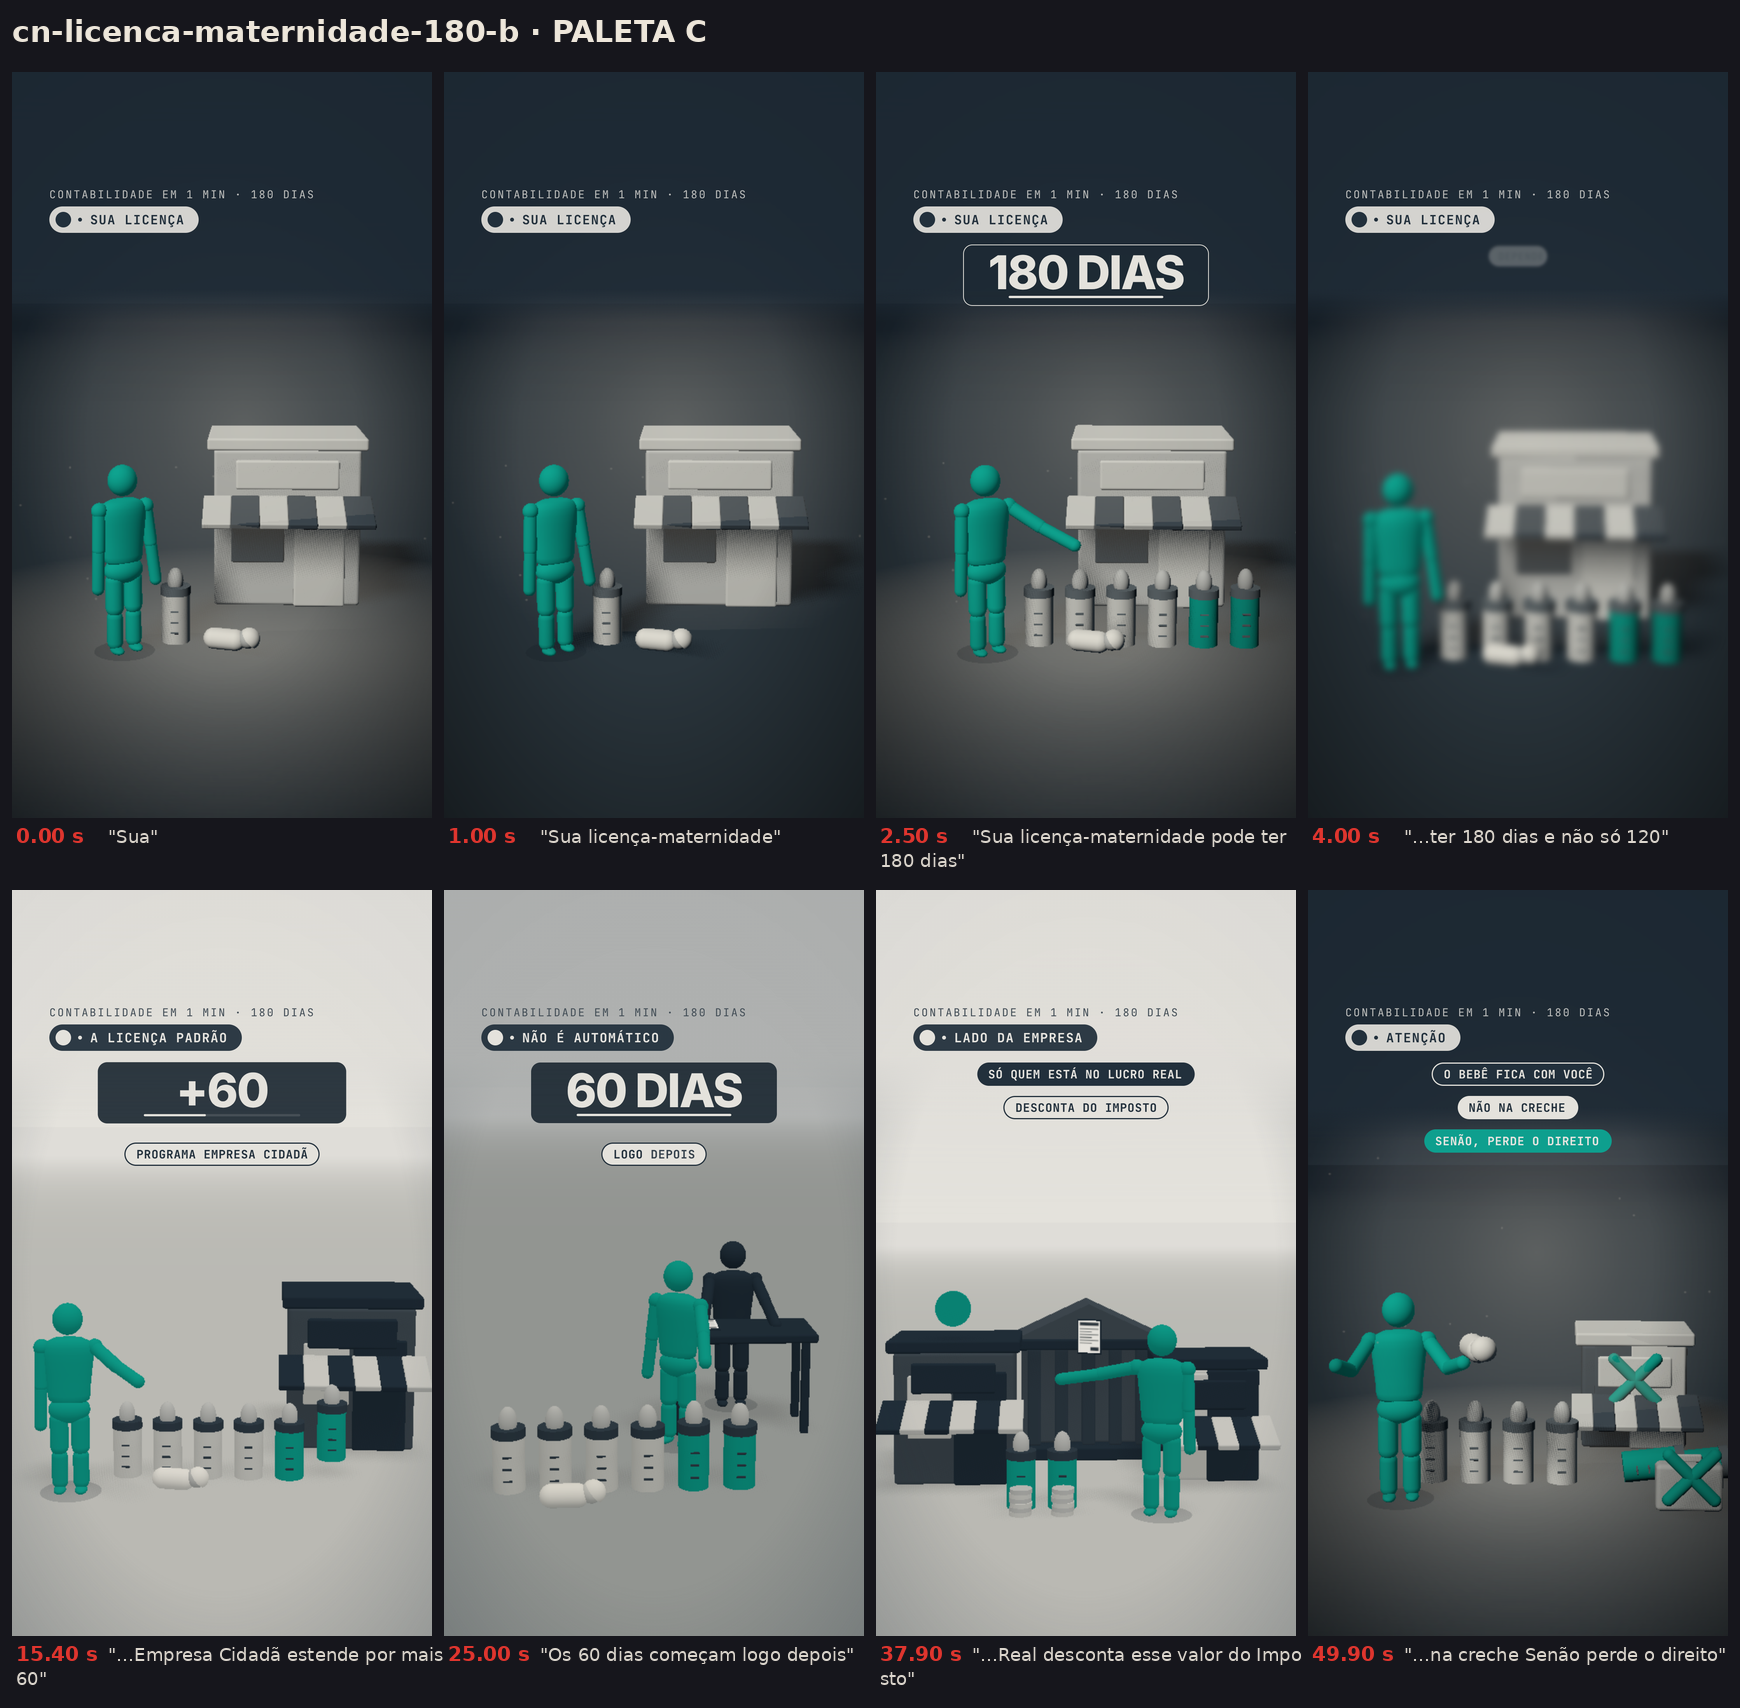 cn-licenca-maternidade-180-b · PALETA C
CONTABILIDADE EM 1 MIN · 180 DIAS
• SUA LICENÇA
0.00 s "Sua"
CONTABILIDADE EM 1 MIN · 180 DIAS
• SUA LICENÇA
1.00 s "Sua licença-maternidade"
CONTABILIDADE EM 1 MIN · 180 DIAS
• SUA LICENÇA
180 DIAS
2.50 s "Sua licença-maternidade pode ter
180 dias"
CONTABILIDADE EM 1 MIN · 180 DIAS
• SUA LICENÇA
4.00 s "...ter 180 dias e não só 120"
CONTABILIDADE EM 1 MIN · 180 DIAS
• A LICENÇA PADRÃO
+60
PROGRAMA EMPRESA CIDADÃ
15.40 s "...Empresa Cidadã estende por mais
60"
CONTABILIDADE EM 1 MIN · 180 DIAS
• NÃO É AUTOMÁTICO
60 DIAS
LOGO DEPOIS
25.00 s "Os 60 dias começam logo depois"
CONTABILIDADE EM 1 MIN · 180 DIAS
• LADO DA EMPRESA
SÓ QUEM ESTÁ NO LUCRO REAL
DESCONTA DO IMPOSTO
37.90 s "...Real desconta esse valor do Impo
sto"
CONTABILIDADE EM 1 MIN · 180 DIAS
• ATENÇÃO
O BEBÊ FICA COM VOCÊ
NÃO NA CRECHE
SENÃO, PERDE O DIREITO
49.90 s "...na creche Senão perde o direito"